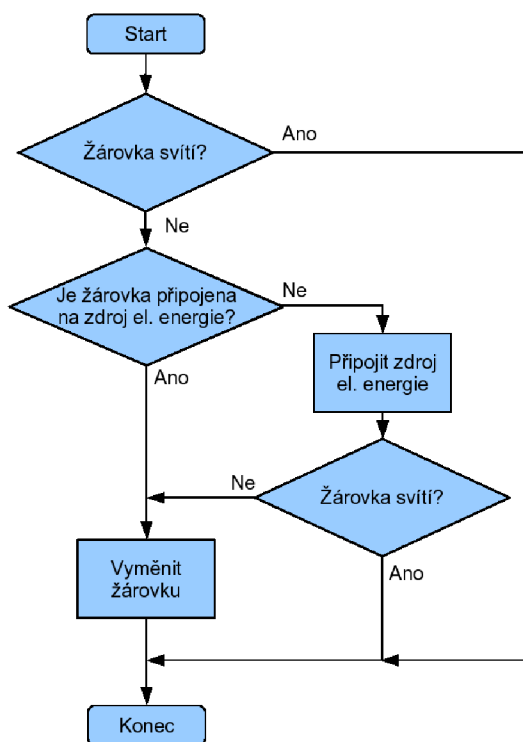 Start
Žárovka svítí?
Ano
Ne
Je žárovka připojena
na zdroj el. energie?
Ne
Ano
Připojit zdroj
el. energie
Ne
Žárovka svítí?
Vyměnit
žárovku
Ano
Konec